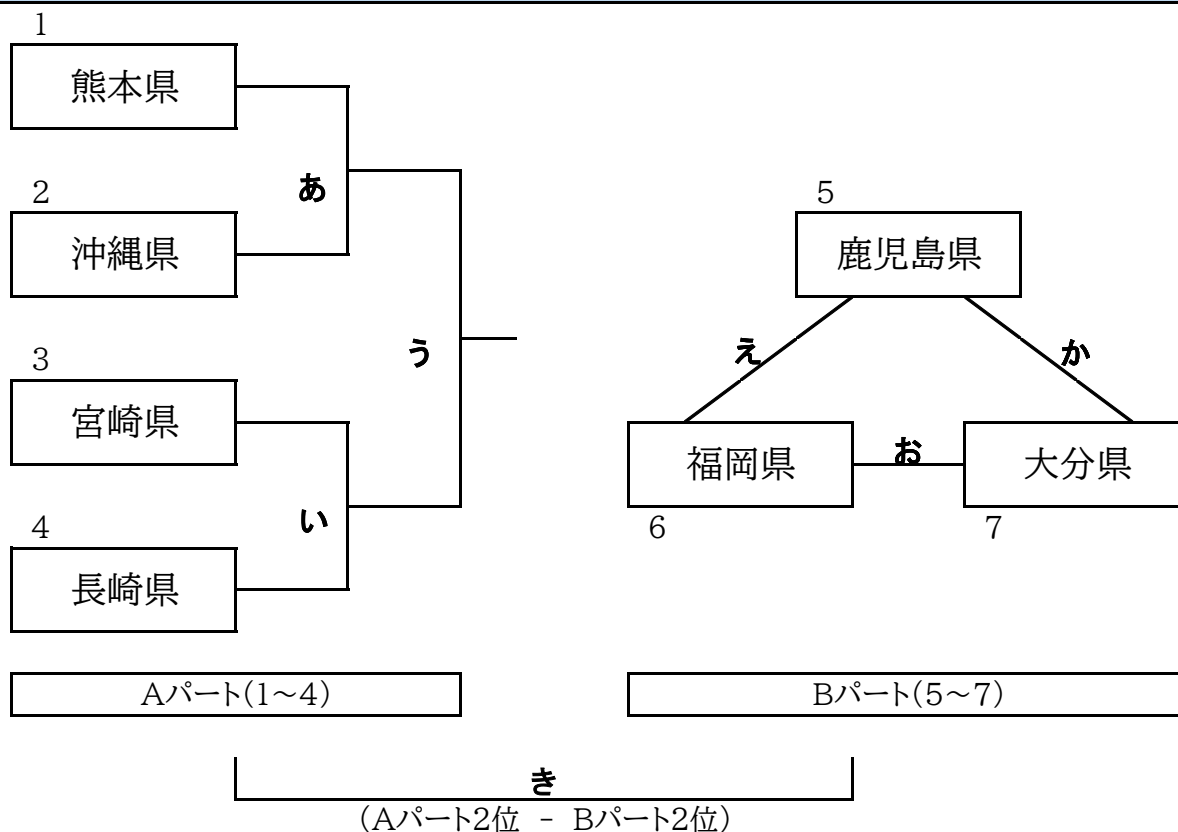 1
熊本県
あ
2
沖縄県
う
3
宮崎県
い
4
長崎県
5
鹿児島県
え
か
福岡県
お
大分県
6
7
Aパート(1~4)
Bパート(5~7)
き
(Aパート2位 - Bパート2位)